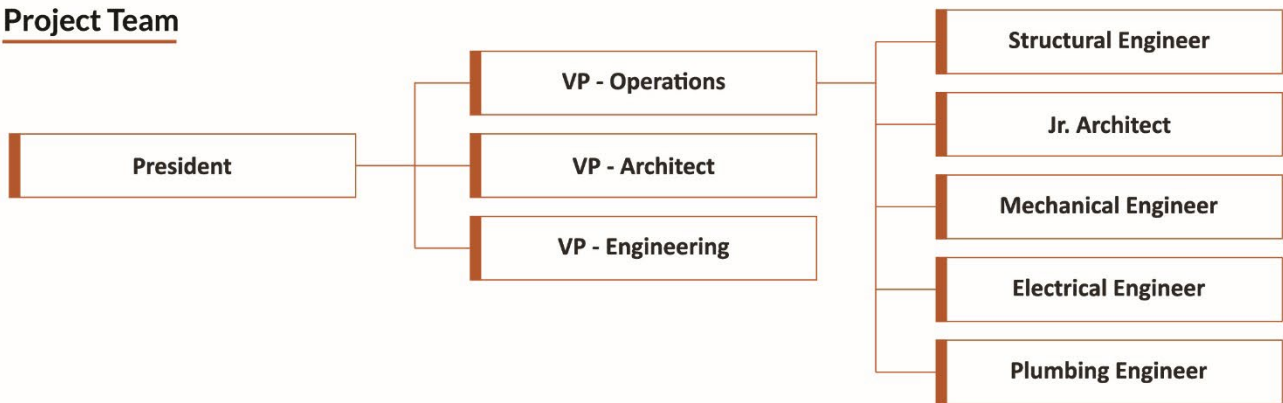 Project Team
President
VP - Operations
VP - Architect
VP - Engineering
Structural Engineer
Jr. Architect
Mechanical Engineer
Electrical Engineer
Plumbing Engineer